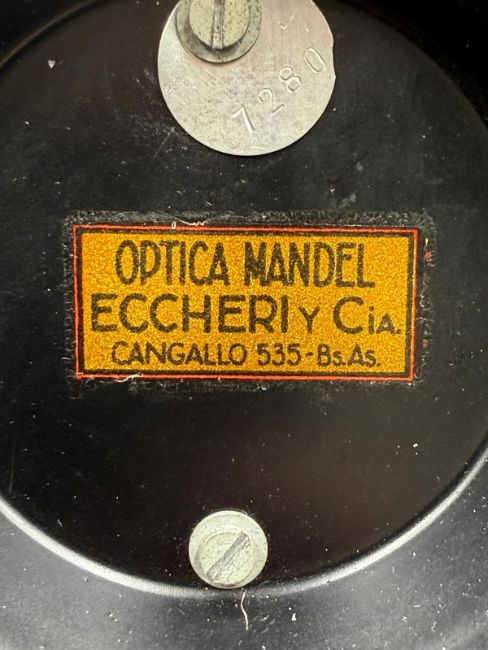 7280
OPTICA MANDEL
ECCHERI Y CIA.
CANGALLO 535-Bs.As.